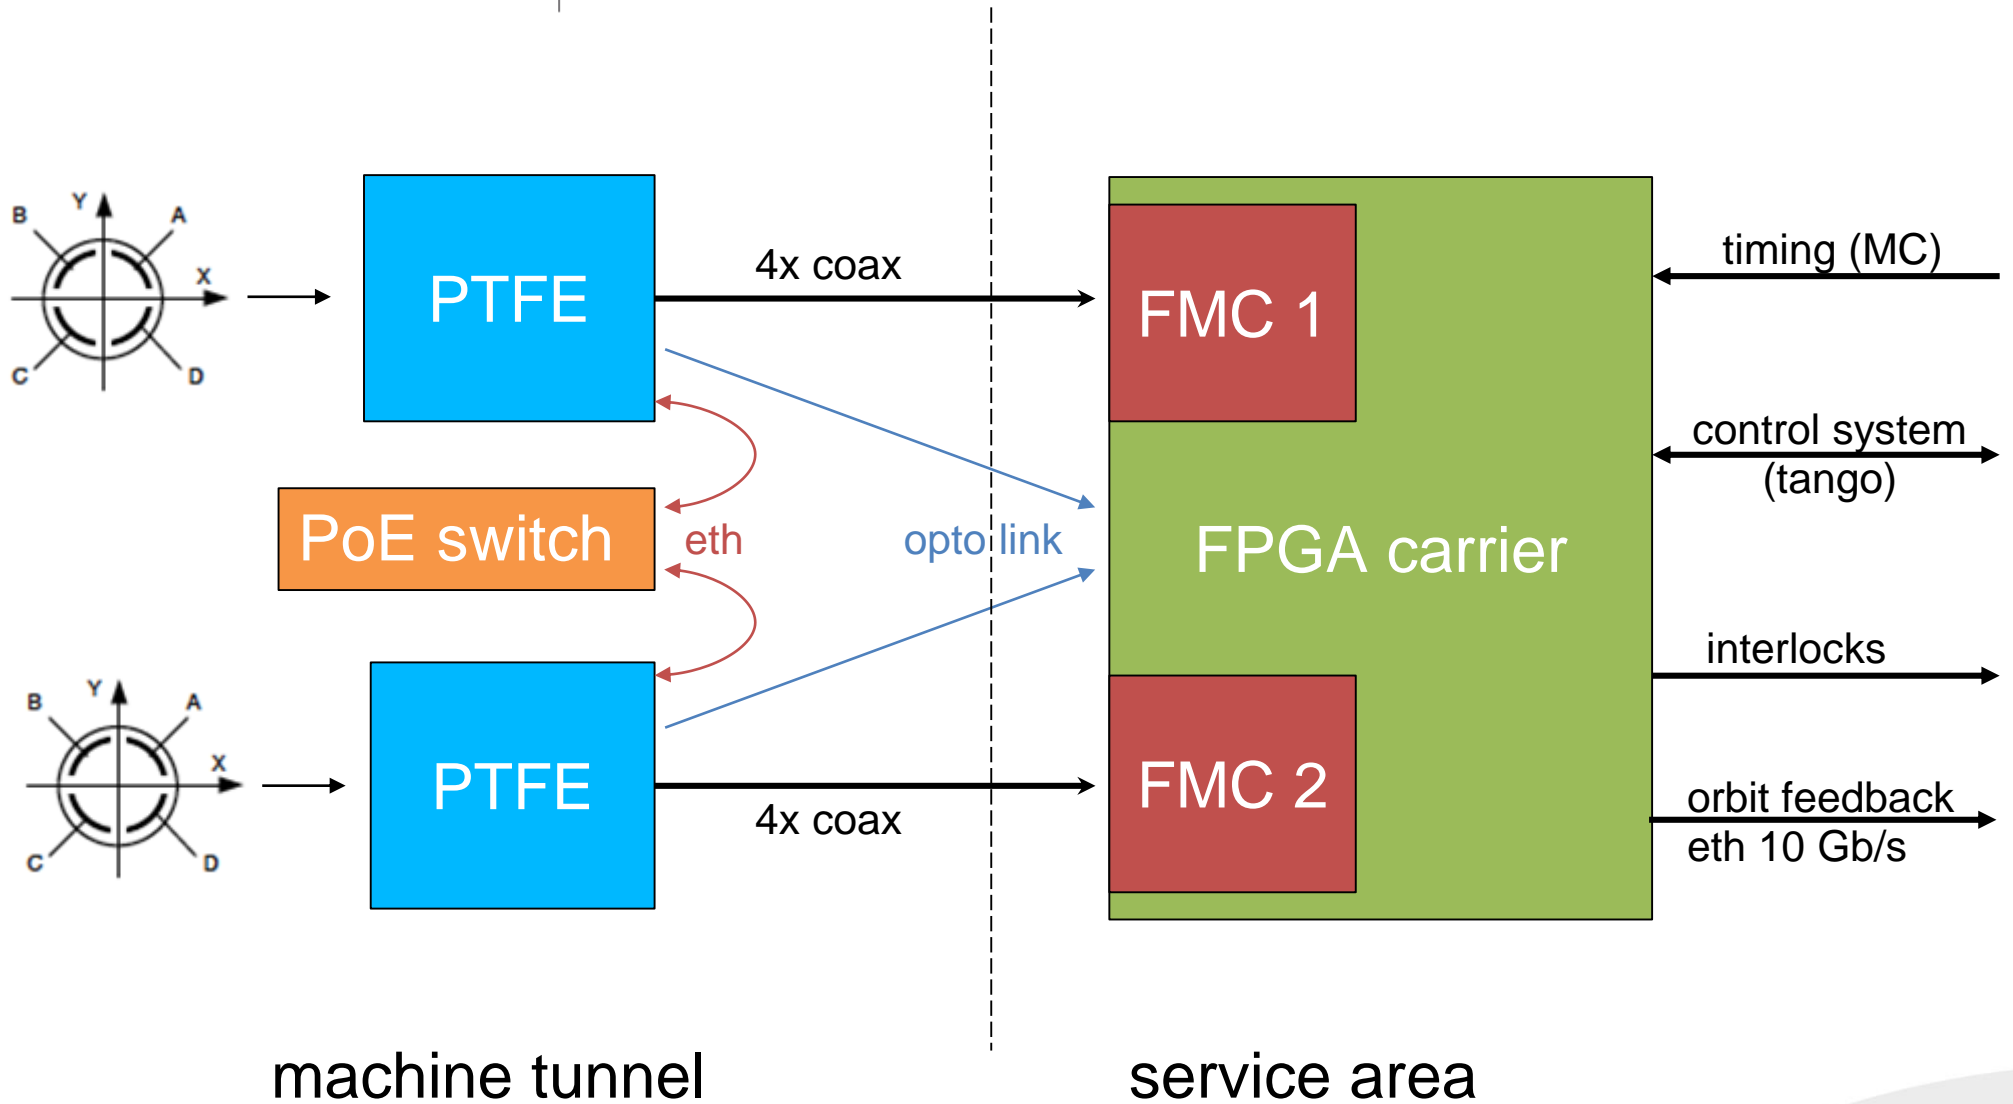 B
Y
A
X
C
D
PTFE
4x coax
FMC 1
timing (MC)
control system
(tango)
PoE switch
eth
opto link
FPGA carrier
interlocks
B
Y
A
X
C
D
PTFE
4x coax
FMC 2
orbit feedback
eth 10 Gb/s
machine tunnel
service area